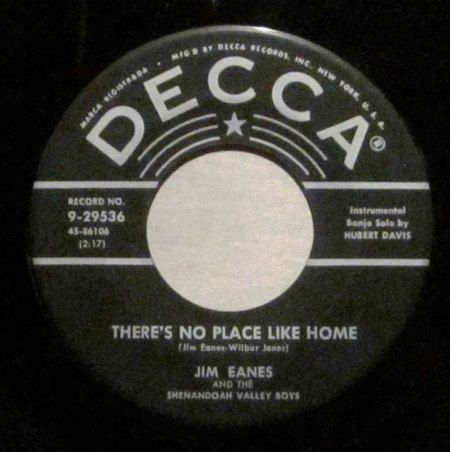 MARCA REGISTRADA • MFG'D BY DECCA RECORDS, INC., NEW YORK, U.S.A.
DECCA®
RECORD NO.
9-29536
45-86106
(2:17)
Instrumental
Banjo Solo by
HUBERT DAVIS
THERE'S NO PLACE LIKE HOME
(Jim Eanes-Wilbur Jones)
JIM EANES
AND THE
SHENANDOAH VALLEY BOYS